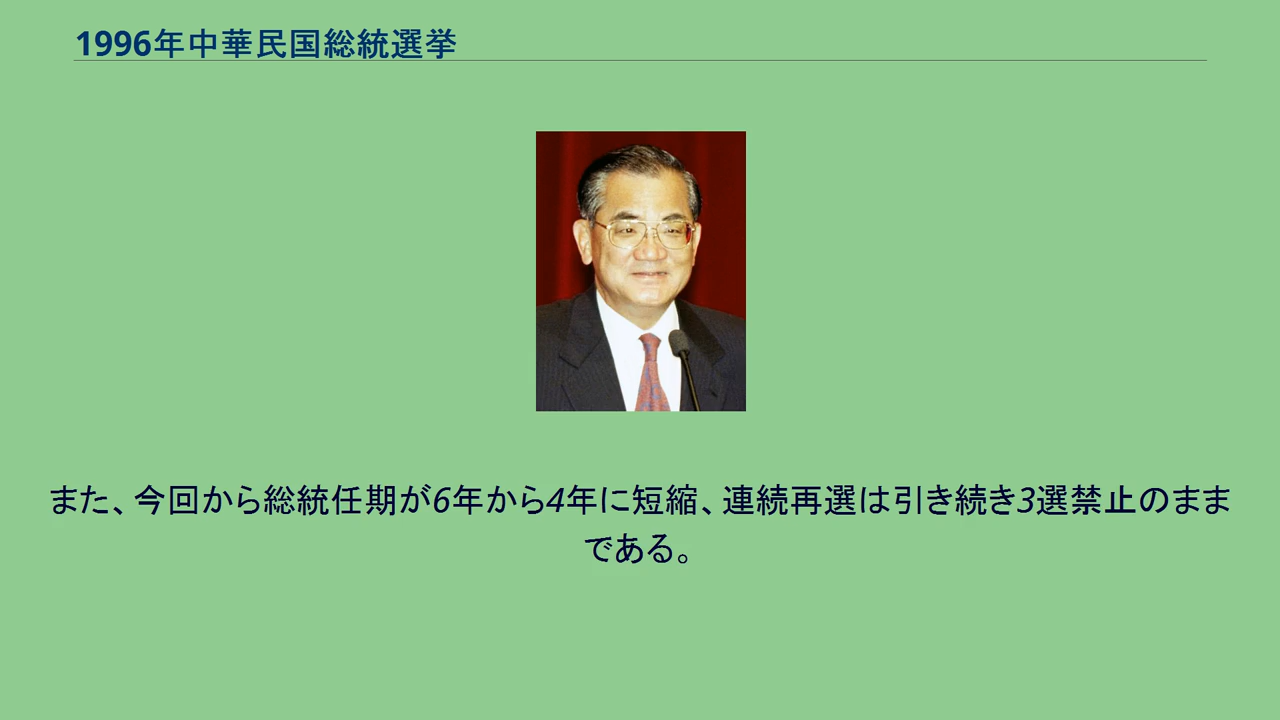 1996年中華民国総統選挙
また、今回から総統任期が6年から4年に短縮、連続再選は引き続き3選禁止のまま
である。